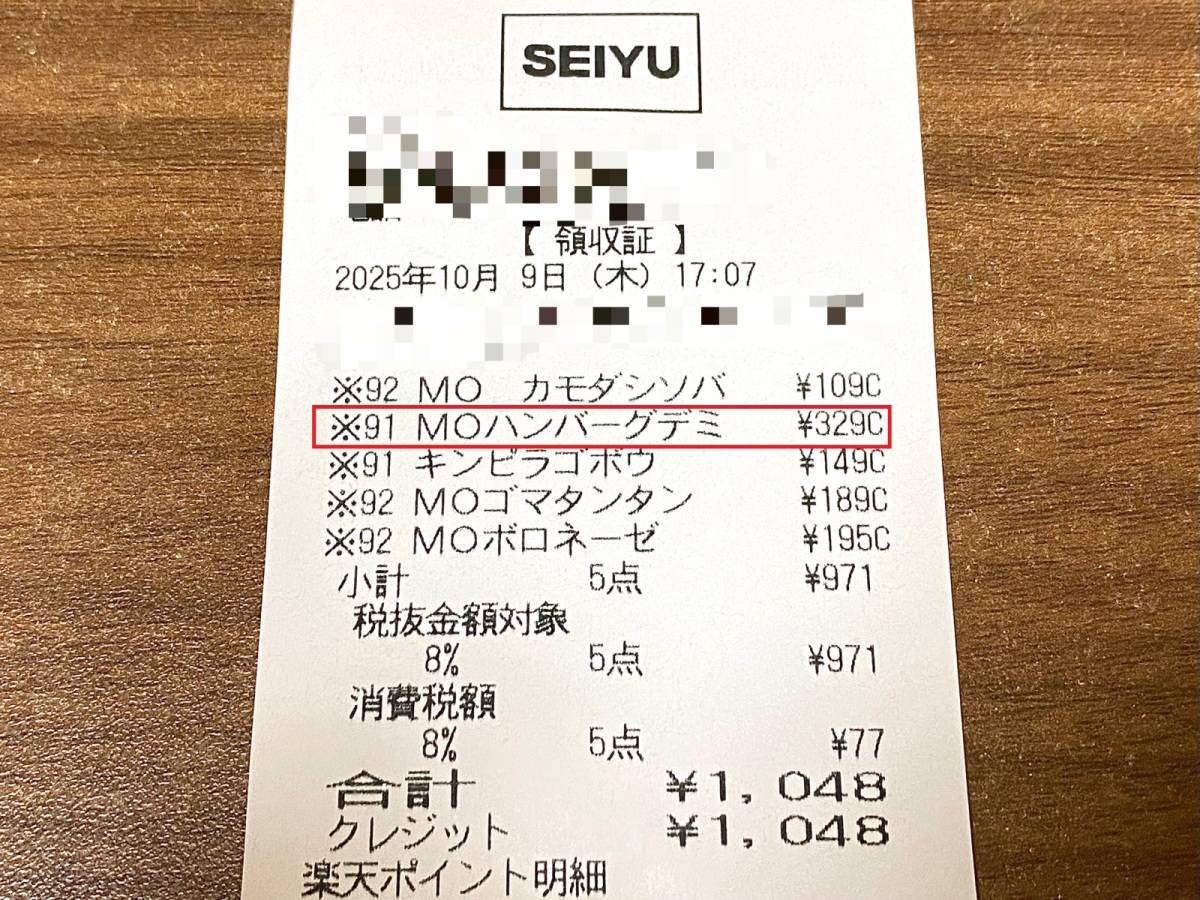 SEIYU
【 領収証 】
2025年10月 9日 (木) 17:07
※92 MO カモダシソバ ¥109C
※91 MOハンバーグデミ ¥329C
※91 キンピラゴボウ ¥149C
※92 MOゴマタンタン ¥189C
※92 MOボロネーゼ ¥195C
小計 5点 ¥971
税抜金額対象
8% 5点 ¥971
消費税額
8% 5点 ¥77
合計 ¥1,048
クレジット ¥1,048
楽天ポイント明細